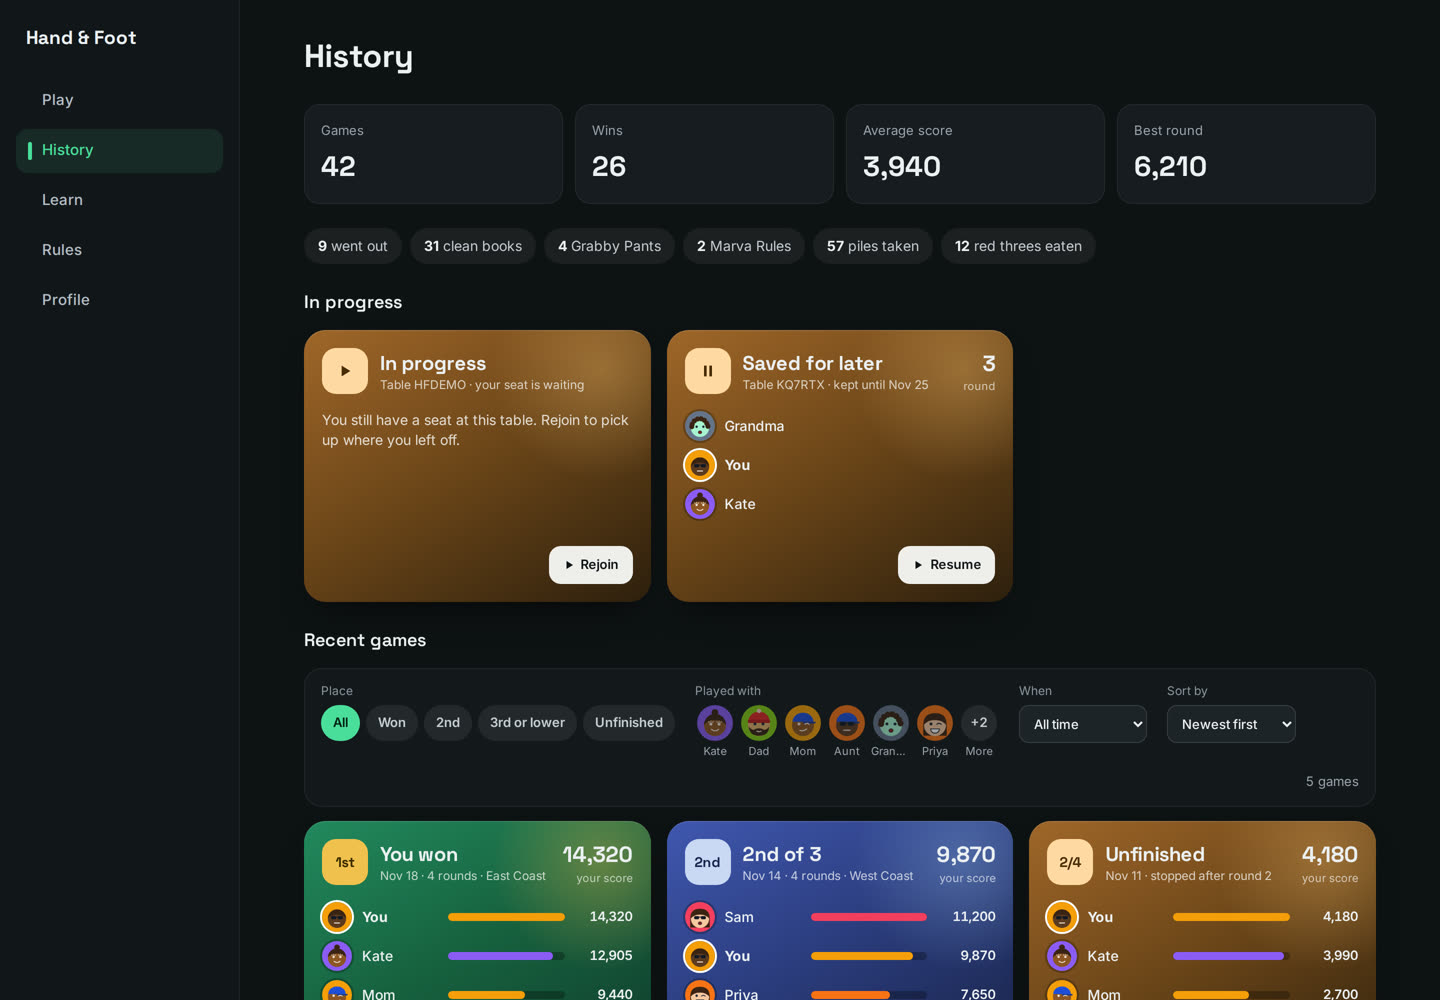 Hand & Foot
Play
History
Learn
Rules
Profile
History
Games
42
Wins
26
Average score
3,940
Best round
6,210
9 went out
31 clean books
4 Grabby Pants
2 Marva Rules
57 piles taken
12 red threes eaten
In progress
In progress
Table HFDEMO · your seat is waiting
You still have a seat at this table. Rejoin to pick
up where you left off.
Rejoin
Saved for later
Table KQ7RTX · kept until Nov 25
3
round
Grandma
You
Kate
Resume
Recent games
Place
All
Won
2nd
3rd or lower
Unfinished
Played with
Kate
Dad
Mom
Aunt
Gran...
Priya
+2
More
When
All time
Sort by
Newest first
5 games
1st
You won
Nov 18 · 4 rounds · East Coast
14,320
your score
You 14,320
Kate 12,905
Mom 9,440
2nd
2nd of 3
Nov 14 · 4 rounds · West Coast
9,870
your score
Sam 11,200
You 9,870
Priya 7,650
2/4
Unfinished
Nov 11 · stopped after round 2
4,180
your score
You 4,180
Kate 3,990
Mom 2,700